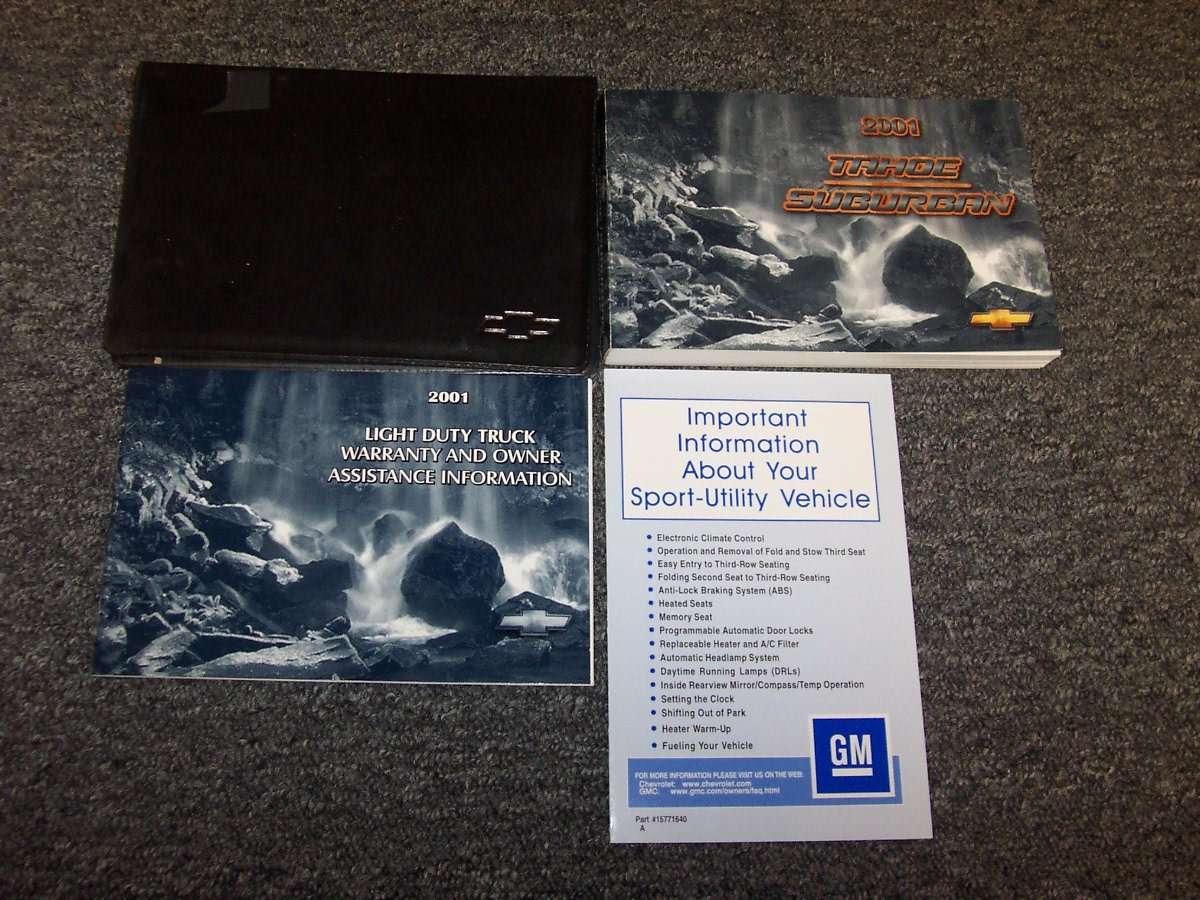 2001
TAHOE
SUBURBAN
2001
LIGHT DUTY TRUCK
WARRANTY AND OWNER
ASSISTANCE INFORMATION
Important
Information
About Your
Sport-Utility Vehicle
• Electronic Climate Control
• Operation and Removal of Fold and Stow Third Seat
• Easy Entry to Third-Row Seating
• Folding Second Seat to Third-Row Seating
• Anti-Lock Braking System (ABS)
• Heated Seats
• Memory Seat
• Programmable Automatic Door Locks
• Replaceable Heater and A/C Filter
• Automatic Headlamp System
• Daytime Running Lamps (DRLs)
• Inside Rearview Mirror/Compass/Temp Operation
• Setting the Clock
• Shifting Out of Park
• Heater Warm-Up
• Fueling Your Vehicle
GM
FOR MORE INFORMATION PLEASE VISIT US ON THE WEB:
Chevrolet: www.chevrolet.com
GMC: www.gmc.com/owners/faq.html
Part #15771640
A